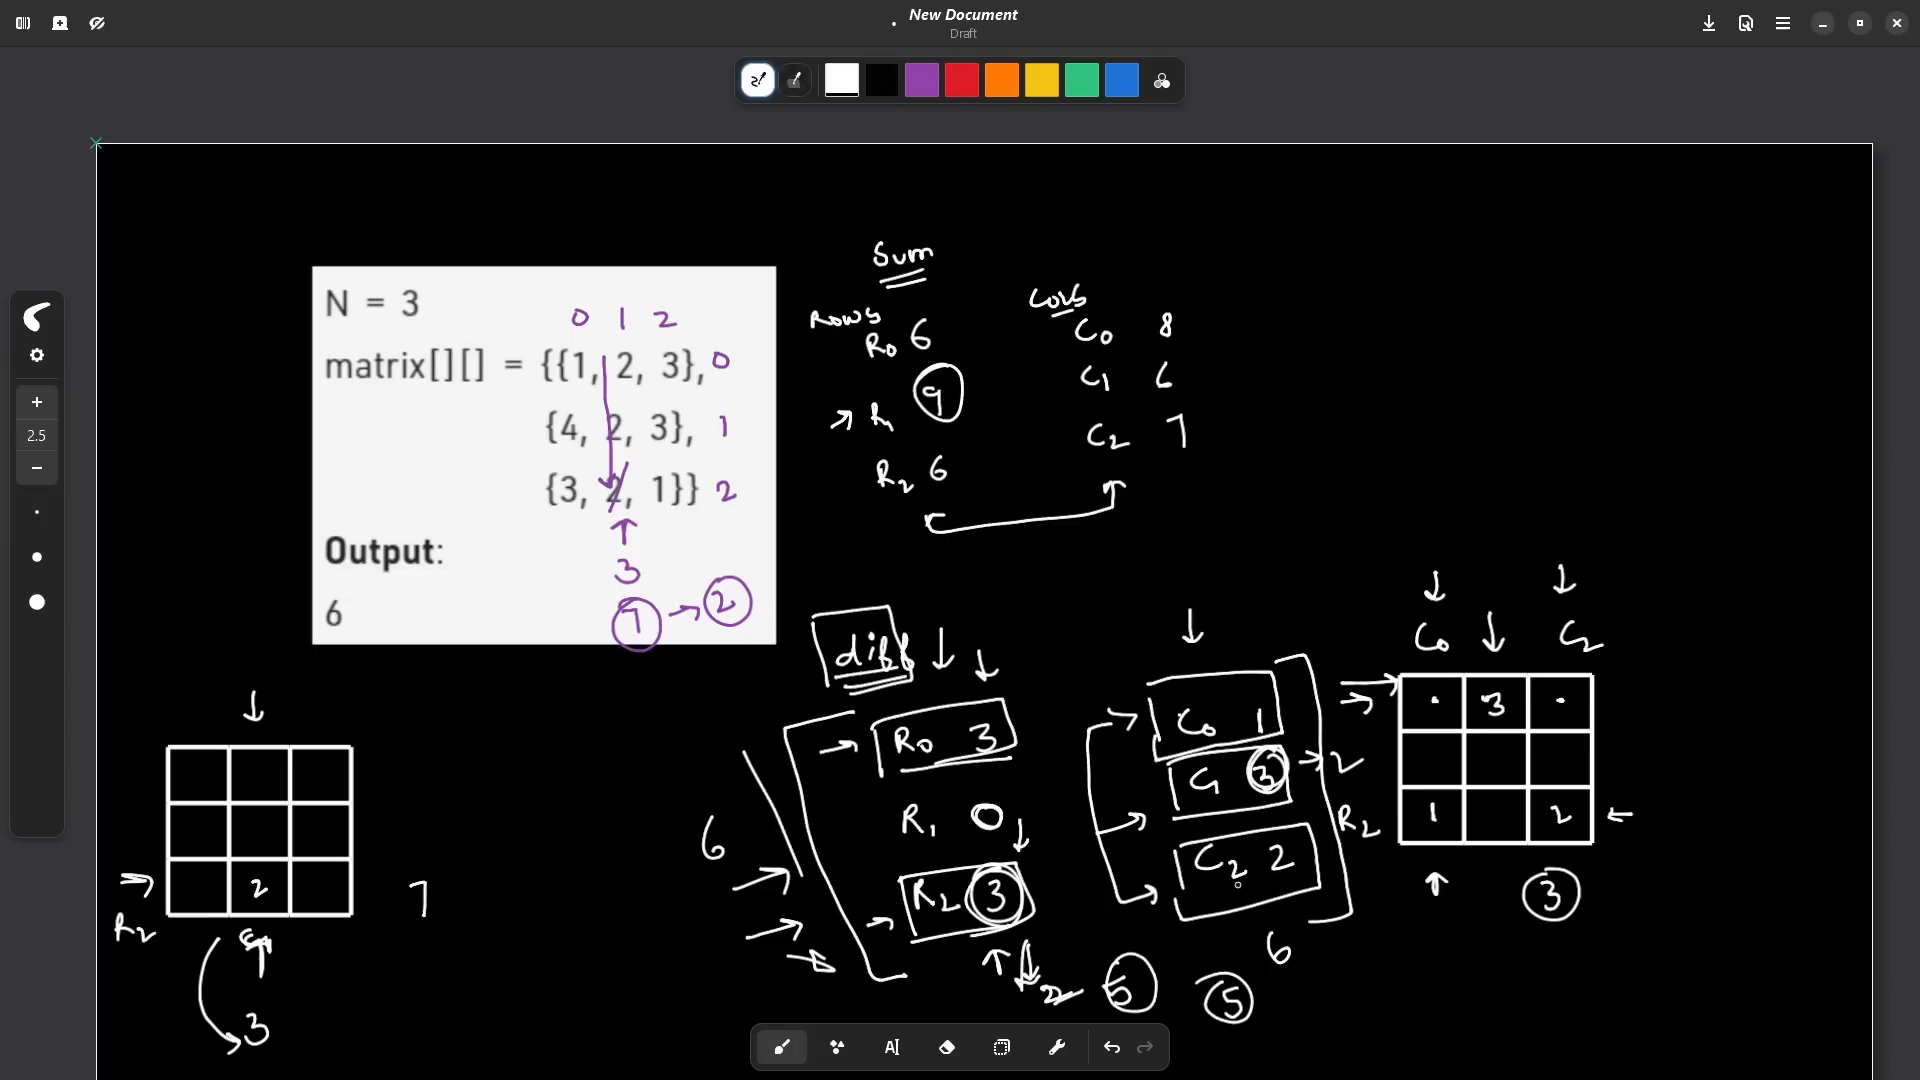 New Document
Draft
2.5
N = 3
0 1 2
matrix[][] = {{1, 2, 3}, 0
{4, 2, 3}, 1
{3, 2, 1}} 2
Output:
3
6
7 → 2
Sum
Rows
R0 6
R1 9
R2 6
Cols
C0 8
C1 6
C2 7
diff
R0 3
R1 0
R2 3
6
C0 1
C1 3 → 2
C2 2
6
5
5
C0 C2
3
R2 1 2
3
2
R2
7
3
AI